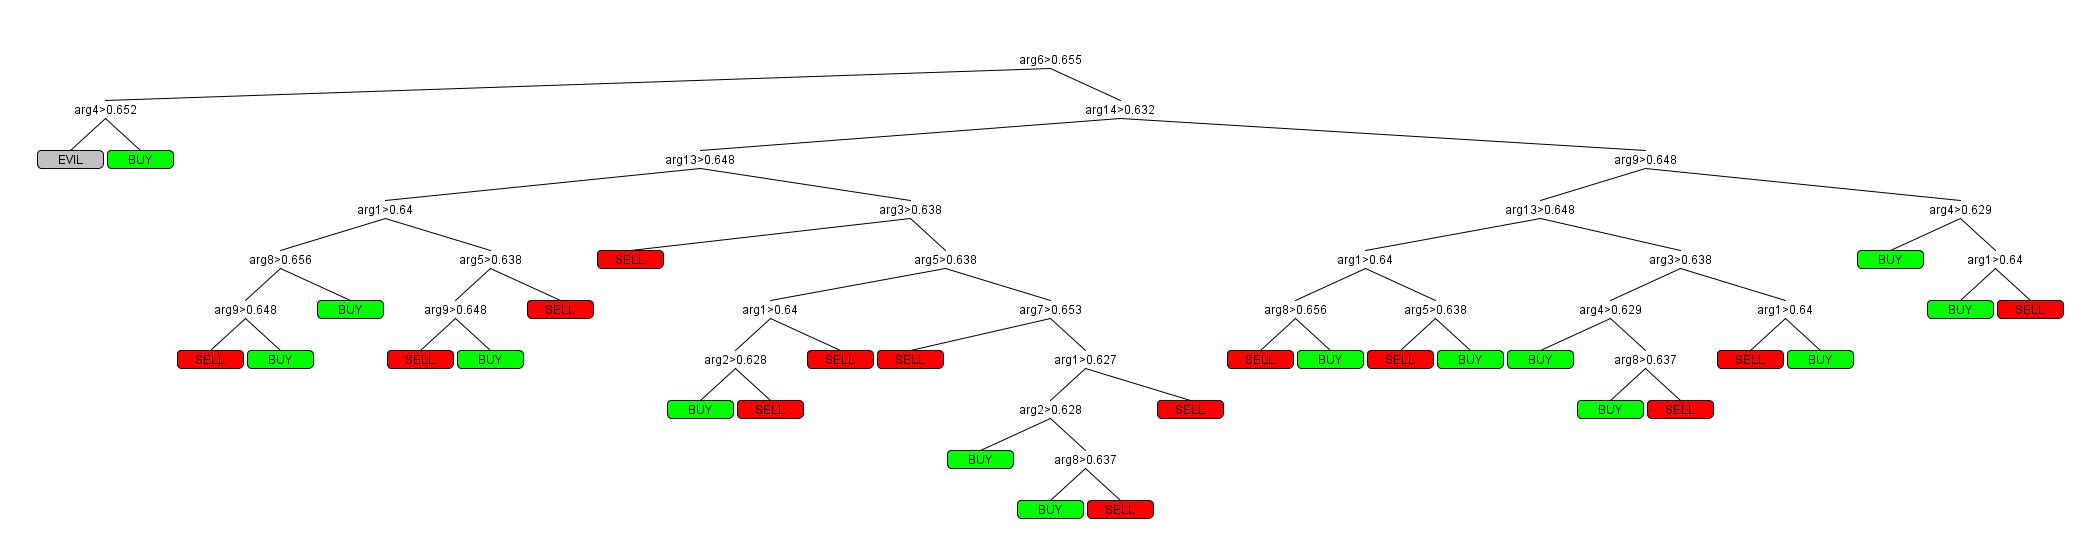 arg6>0.655
arg4>0.652 arg14>0.632
EVIL BUY arg13>0.648 arg9>0.648
arg1>0.64 arg3>0.638 arg13>0.648 arg4>0.629
arg8>0.656 arg5>0.638 SELL arg5>0.638 arg1>0.64 arg3>0.638 BUY arg1>0.64
arg9>0.648 BUY arg9>0.648 SELL arg1>0.64 arg7>0.653 arg8>0.656 arg5>0.638 arg4>0.629 arg1>0.64 BUY SELL
SELL BUY SELL BUY arg2>0.628 SELL SELL arg1>0.627 SELL BUY SELL BUY BUY arg8>0.637 SELL BUY
BUY SELL arg2>0.628 SELL BUY SELL
BUY arg8>0.637
BUY SELL